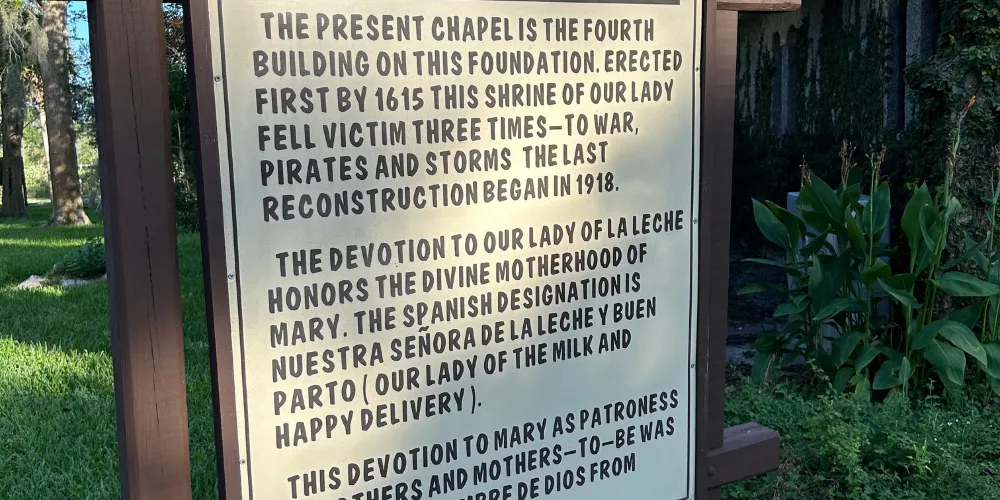 THE PRESENT CHAPEL IS THE FOURTH
BUILDING ON THIS FOUNDATION. ERECTED
FIRST BY 1615 THIS SHRINE OF OUR LADY
FELL VICTIM THREE TIMES—TO WAR,
PIRATES AND STORMS THE LAST
RECONSTRUCTION BEGAN IN 1918.
THE DEVOTION TO OUR LADY OF LA LECHE
HONORS THE DIVINE MOTHERHOOD OF
MARY. THE SPANISH DESIGNATION IS
NUESTRA SEÑORA DE LA LECHE Y BUEN
PARTO ( OUR LADY OF THE MILK AND
HAPPY DELIVERY ).
THIS DEVOTION TO MARY AS PATRONESS
AND MOTHERS—TO—BE WAS
DE DIOS FROM